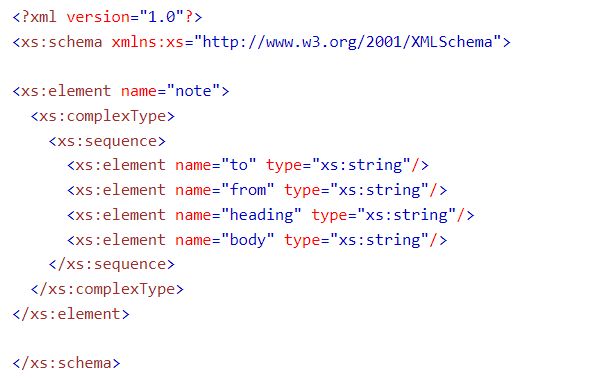 <?xml version="1.0"?>
<xs:schema xmlns:xs="http://www.w3.org/2001/XMLSchema">

<xs:element name="note">
  <xs:complexType>
    <xs:sequence>
      <xs:element name="to" type="xs:string"/>
      <xs:element name="from" type="xs:string"/>
      <xs:element name="heading" type="xs:string"/>
      <xs:element name="body" type="xs:string"/>
    </xs:sequence>
  </xs:complexType>
</xs:element>

</xs:schema>